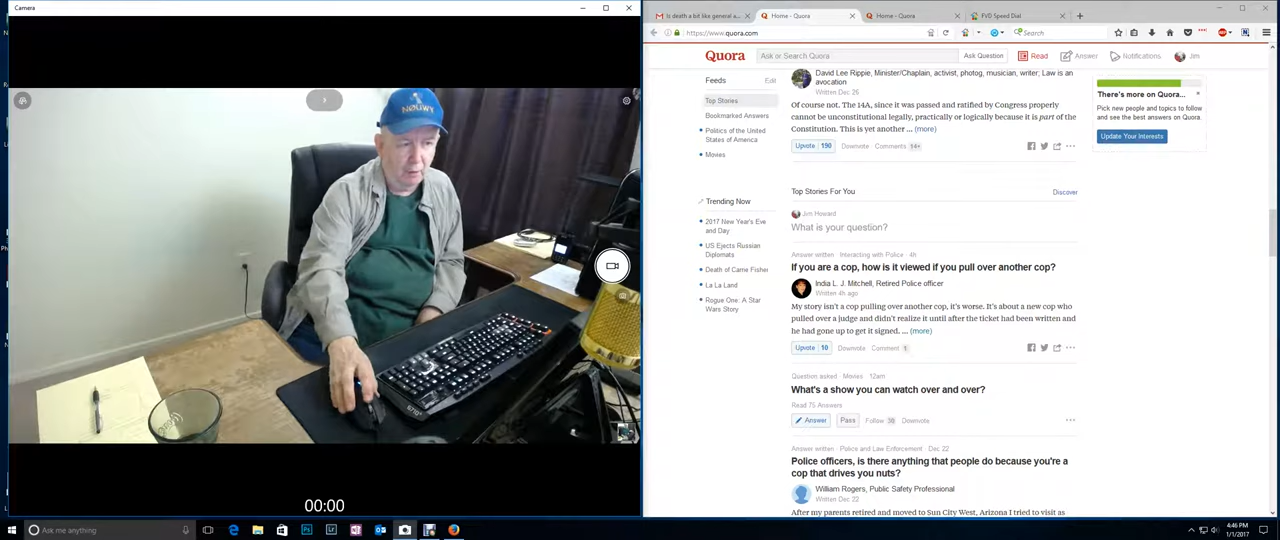 Camera
00:00
Is death a bit like general a...
Home - Quora
Home - Quora
FVD Speed Dial
https://www.quora.com
Search
Quora
Ask or Search Quora
Ask Question
Read
Answer
Notifications
Jim
Feeds
Edit
Top Stories
Bookmarked Answers
Politics of the United
States of America
Movies
Trending Now
2017 New Year's Eve
and Day
US Ejects Russian
Diplomats
Death of Carrie Fisher
La La Land
Rogue One: A Star
Wars Story
David Lee Rippie, Minister/Chaplain, activist, photog, musician, writer; Law is an
avocation
Written Dec 26
Of course not. The 14A, since it was passed and ratified by Congress properly
cannot be unconstitutional legally, practically or logically because it is part of the
Constitution. This is yet another ... (more)
Upvote 190 Downvote Comments 14+
Top Stories For You
Discover
Jim Howard
What is your question?
Answer written · Interacting with Police · 4h
If you are a cop, how is it viewed if you pull over another cop?
India L. J. Mitchell, Retired Police officer
Written 4h ago
My story isn't a cop pulling over another cop, it's worse. It's about a new cop who
pulled over a judge and didn't realize it until after the ticket had been written and
he had gone up to get it signed. ... (more)
Upvote 10 Downvote Comment 1
Question asked · Movies · 12am
What's a show you can watch over and over?
Read 75 Answers
Answer Pass Follow 38 Downvote
Answer written · Police and Law Enforcement · Dec 22
Police officers, is there anything that people do because you're a
cop that drives you nuts?
William Rogers, Public Safety Professional
Written Dec 22
After my parents retired and moved to Sun City West, Arizona I tried to visit as
There's more on Quora...
Pick new people and topics to follow
and see the best answers on Quora.
Update Your Interests
Ask me anything
4:46 PM
1/1/2017